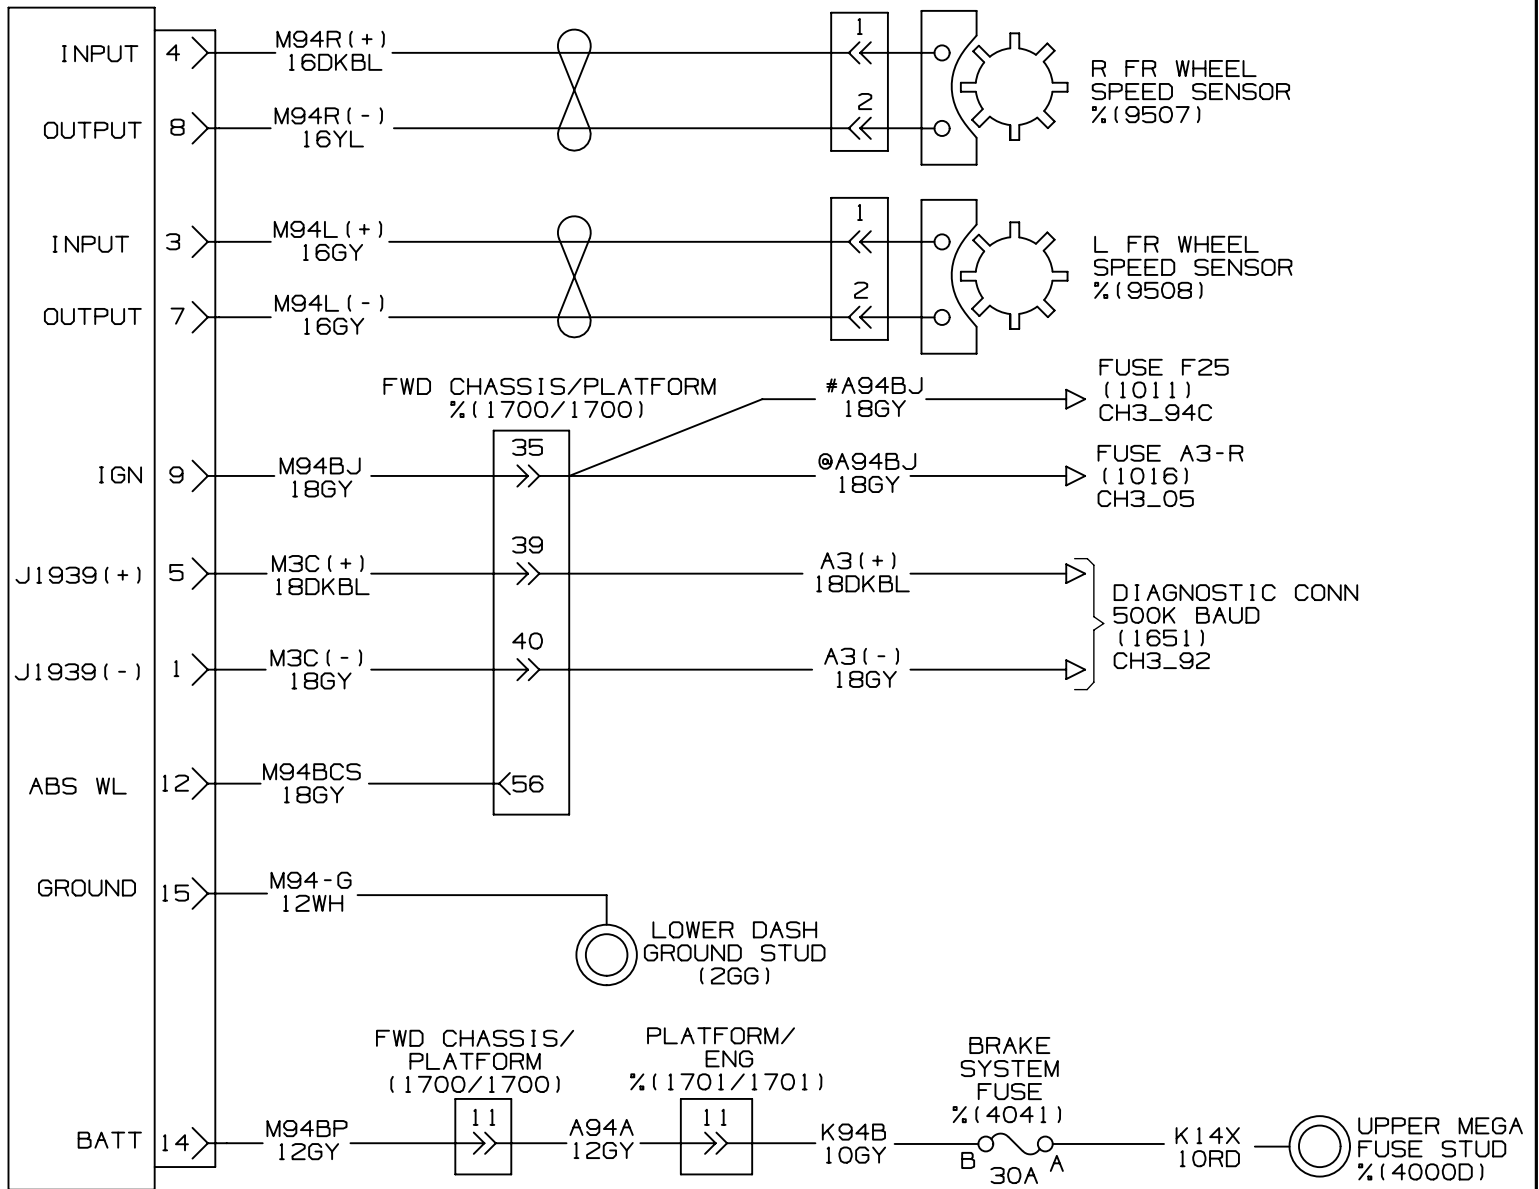 INPUT 4 M94R(+) 1
16DKBL
R FR WHEEL
SPEED SENSOR
%(9507)
OUTPUT 8 M94R(-) 2
16YL
INPUT 3 M94L(+) 1
16GY
L FR WHEEL
SPEED SENSOR
%(9508)
OUTPUT 7 M94L(-) 2
16GY
FWD CHASSIS/PLATFORM
%(1700/1700)
#A94BJ
18GY
FUSE F25
(1011)
CH3_94C
IGN 9 M94BJ 35 @A94BJ
18GY 18GY
FUSE A3-R
(1016)
CH3_05
J1939(+) 5 M3C(+) 39 A3(+)
18DKBL 18DKBL
DIAGNOSTIC CONN
500K BAUD
(1651)
CH3_92
J1939(-) 1 M3C(-) 40 A3(-)
18GY 18GY
ABS WL 12 M94BCS 56
18GY
GROUND 15 M94-G
12WH
LOWER DASH
GROUND STUD
(2GG)
FWD CHASSIS/
PLATFORM
(1700/1700)
PLATFORM/
ENG
%(1701/1701)
BRAKE
SYSTEM
FUSE
%(4041)
BATT 14 M94BP 11 A94A 11 K94B B A K14X
12GY 12GY 10GY 30A 10RD
UPPER MEGA
FUSE STUD
%(4000D)